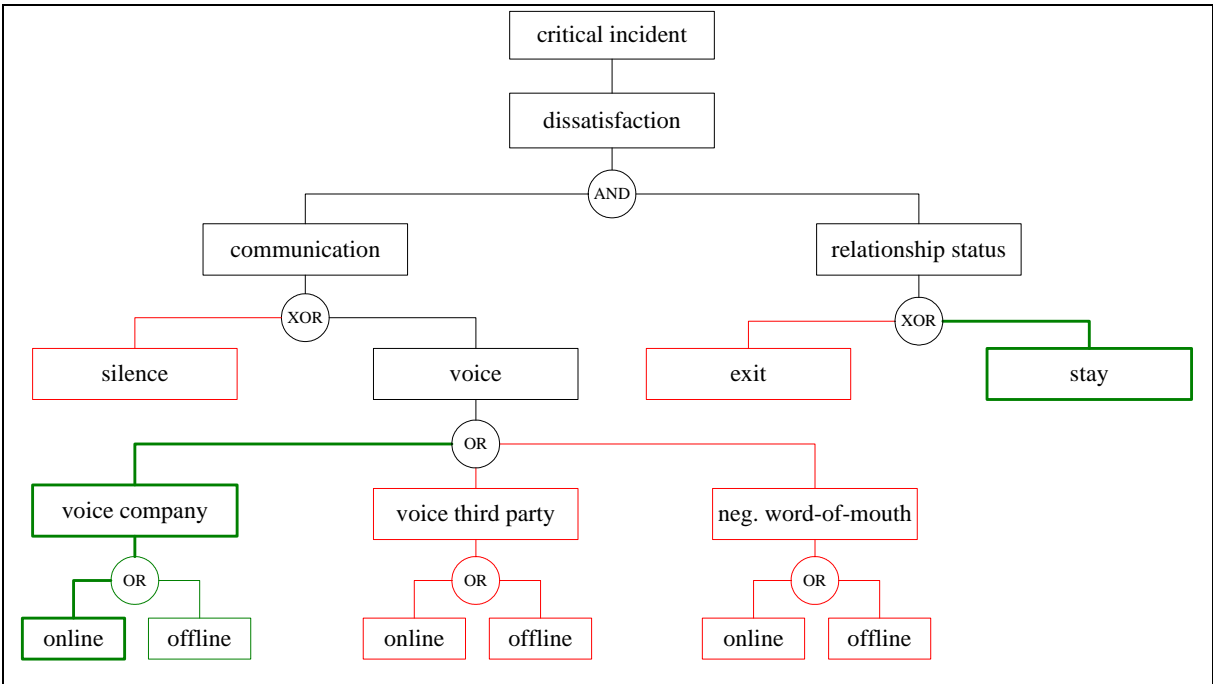 critical incident
dissatisfaction
AND
communication
relationship status
XOR
XOR
silence
voice
exit
stay
OR
voice company
voice third party
neg. word-of-mouth
OR
OR
OR
online
offline
online
offline
online
offline